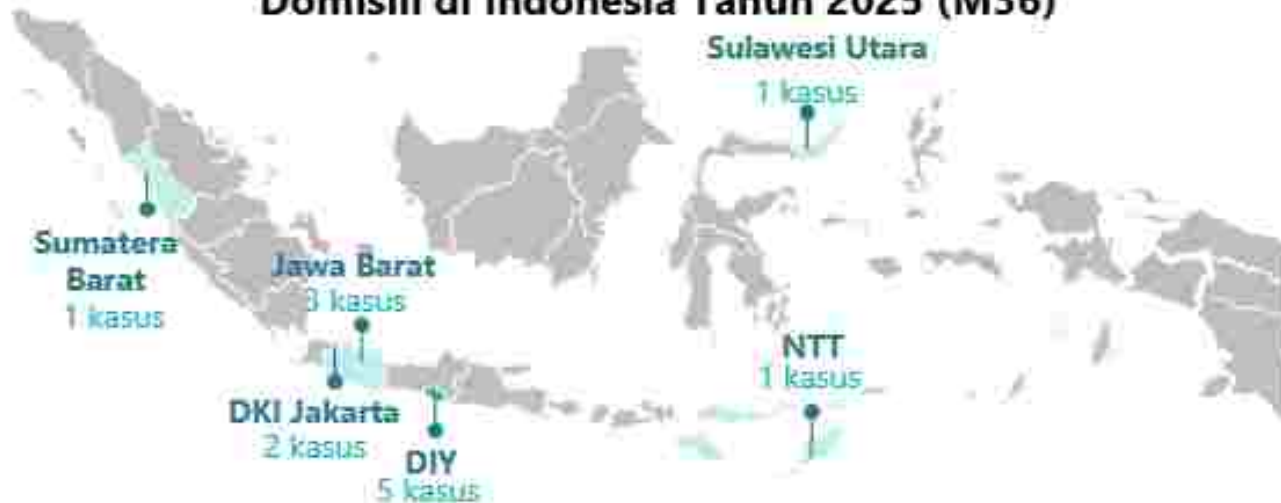 Domisili di Indonesia Tahun 2025 (M36)
Sulawesi Utara
1 kasus
Sumatera
Barat
1 kasus
Jawa Barat
3 kasus
NTT
1 kasus
DKI Jakarta
2 kasus
DIY
5 kasus